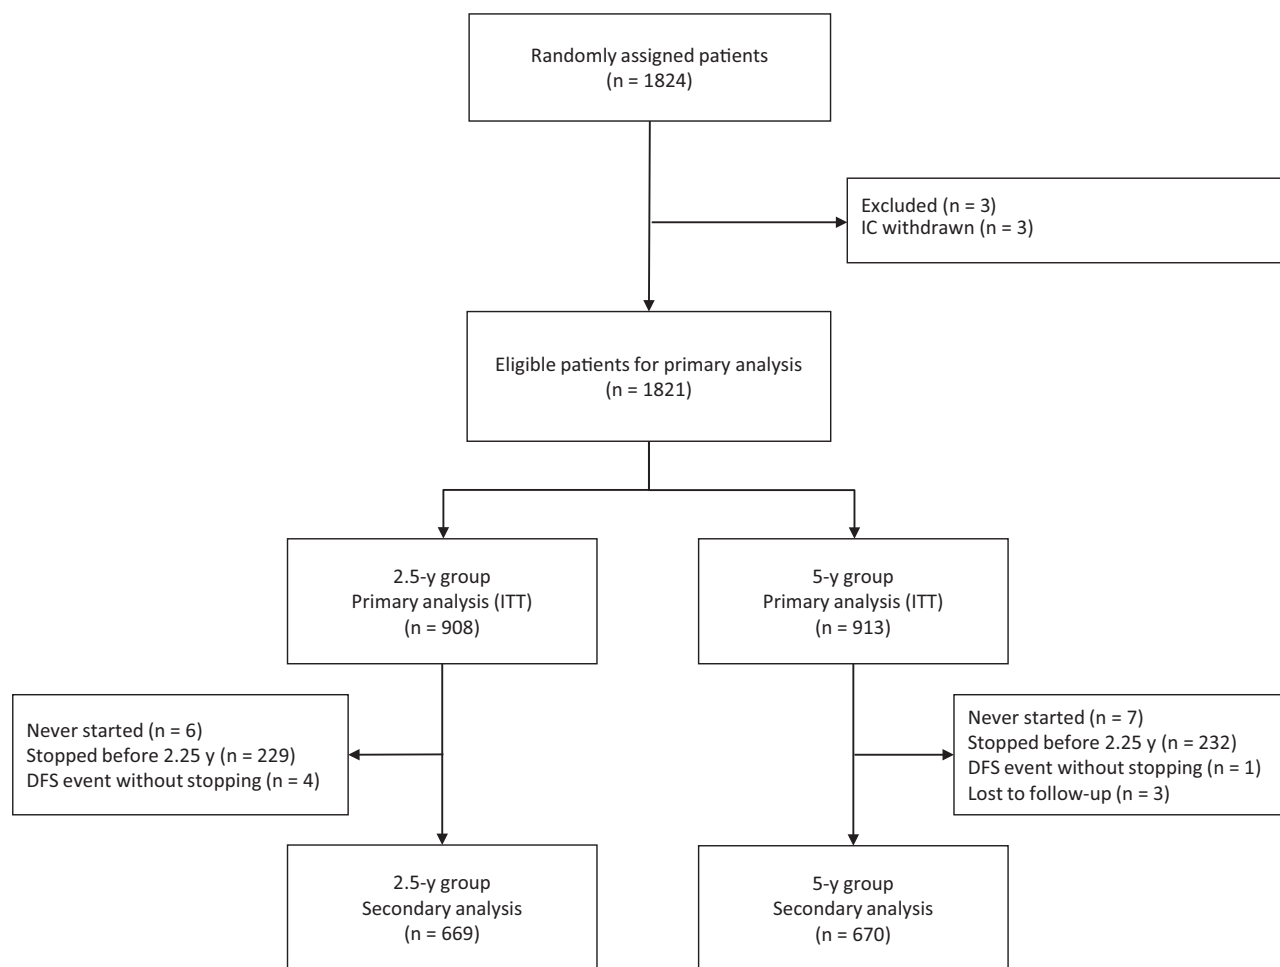 Randomly assigned patients
(n = 1824)
Excluded (n = 3)
IC withdrawn (n = 3)
Eligible patients for primary analysis
(n = 1821)
2.5-y group
Primary analysis (ITT)
(n = 908)
5-y group
Primary analysis (ITT)
(n = 913)
Never started (n = 6)
Stopped before 2.25 y (n = 229)
DFS event without stopping (n = 4)
Never started (n = 7)
Stopped before 2.25 y (n = 232)
DFS event without stopping (n = 1)
Lost to follow-up (n = 3)
2.5-y group
Secondary analysis
(n = 669)
5-y group
Secondary analysis
(n = 670)